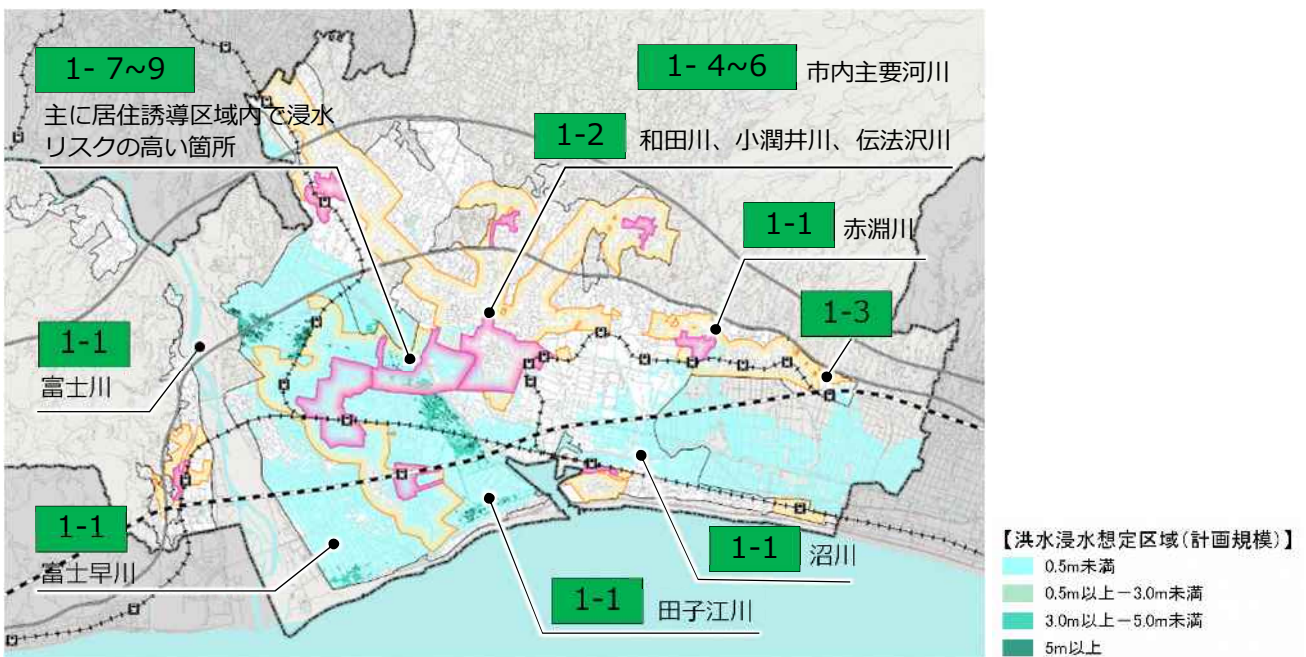 1- 7~9
主に居住誘導区域内で浸水
リスクの高い箇所
1- 4~6 市内主要河川
1-2 和田川、小潤井川、伝法沢川
1-1 赤淵川
1-3
1-1
富士川
1-1
富士早川
1-1 田子江川
1-1 沼川
【洪水浸水想定区域(計画規模)】
0.5m未満
0.5m以上－3.0m未満
3.0m以上－5.0m未満
5m以上